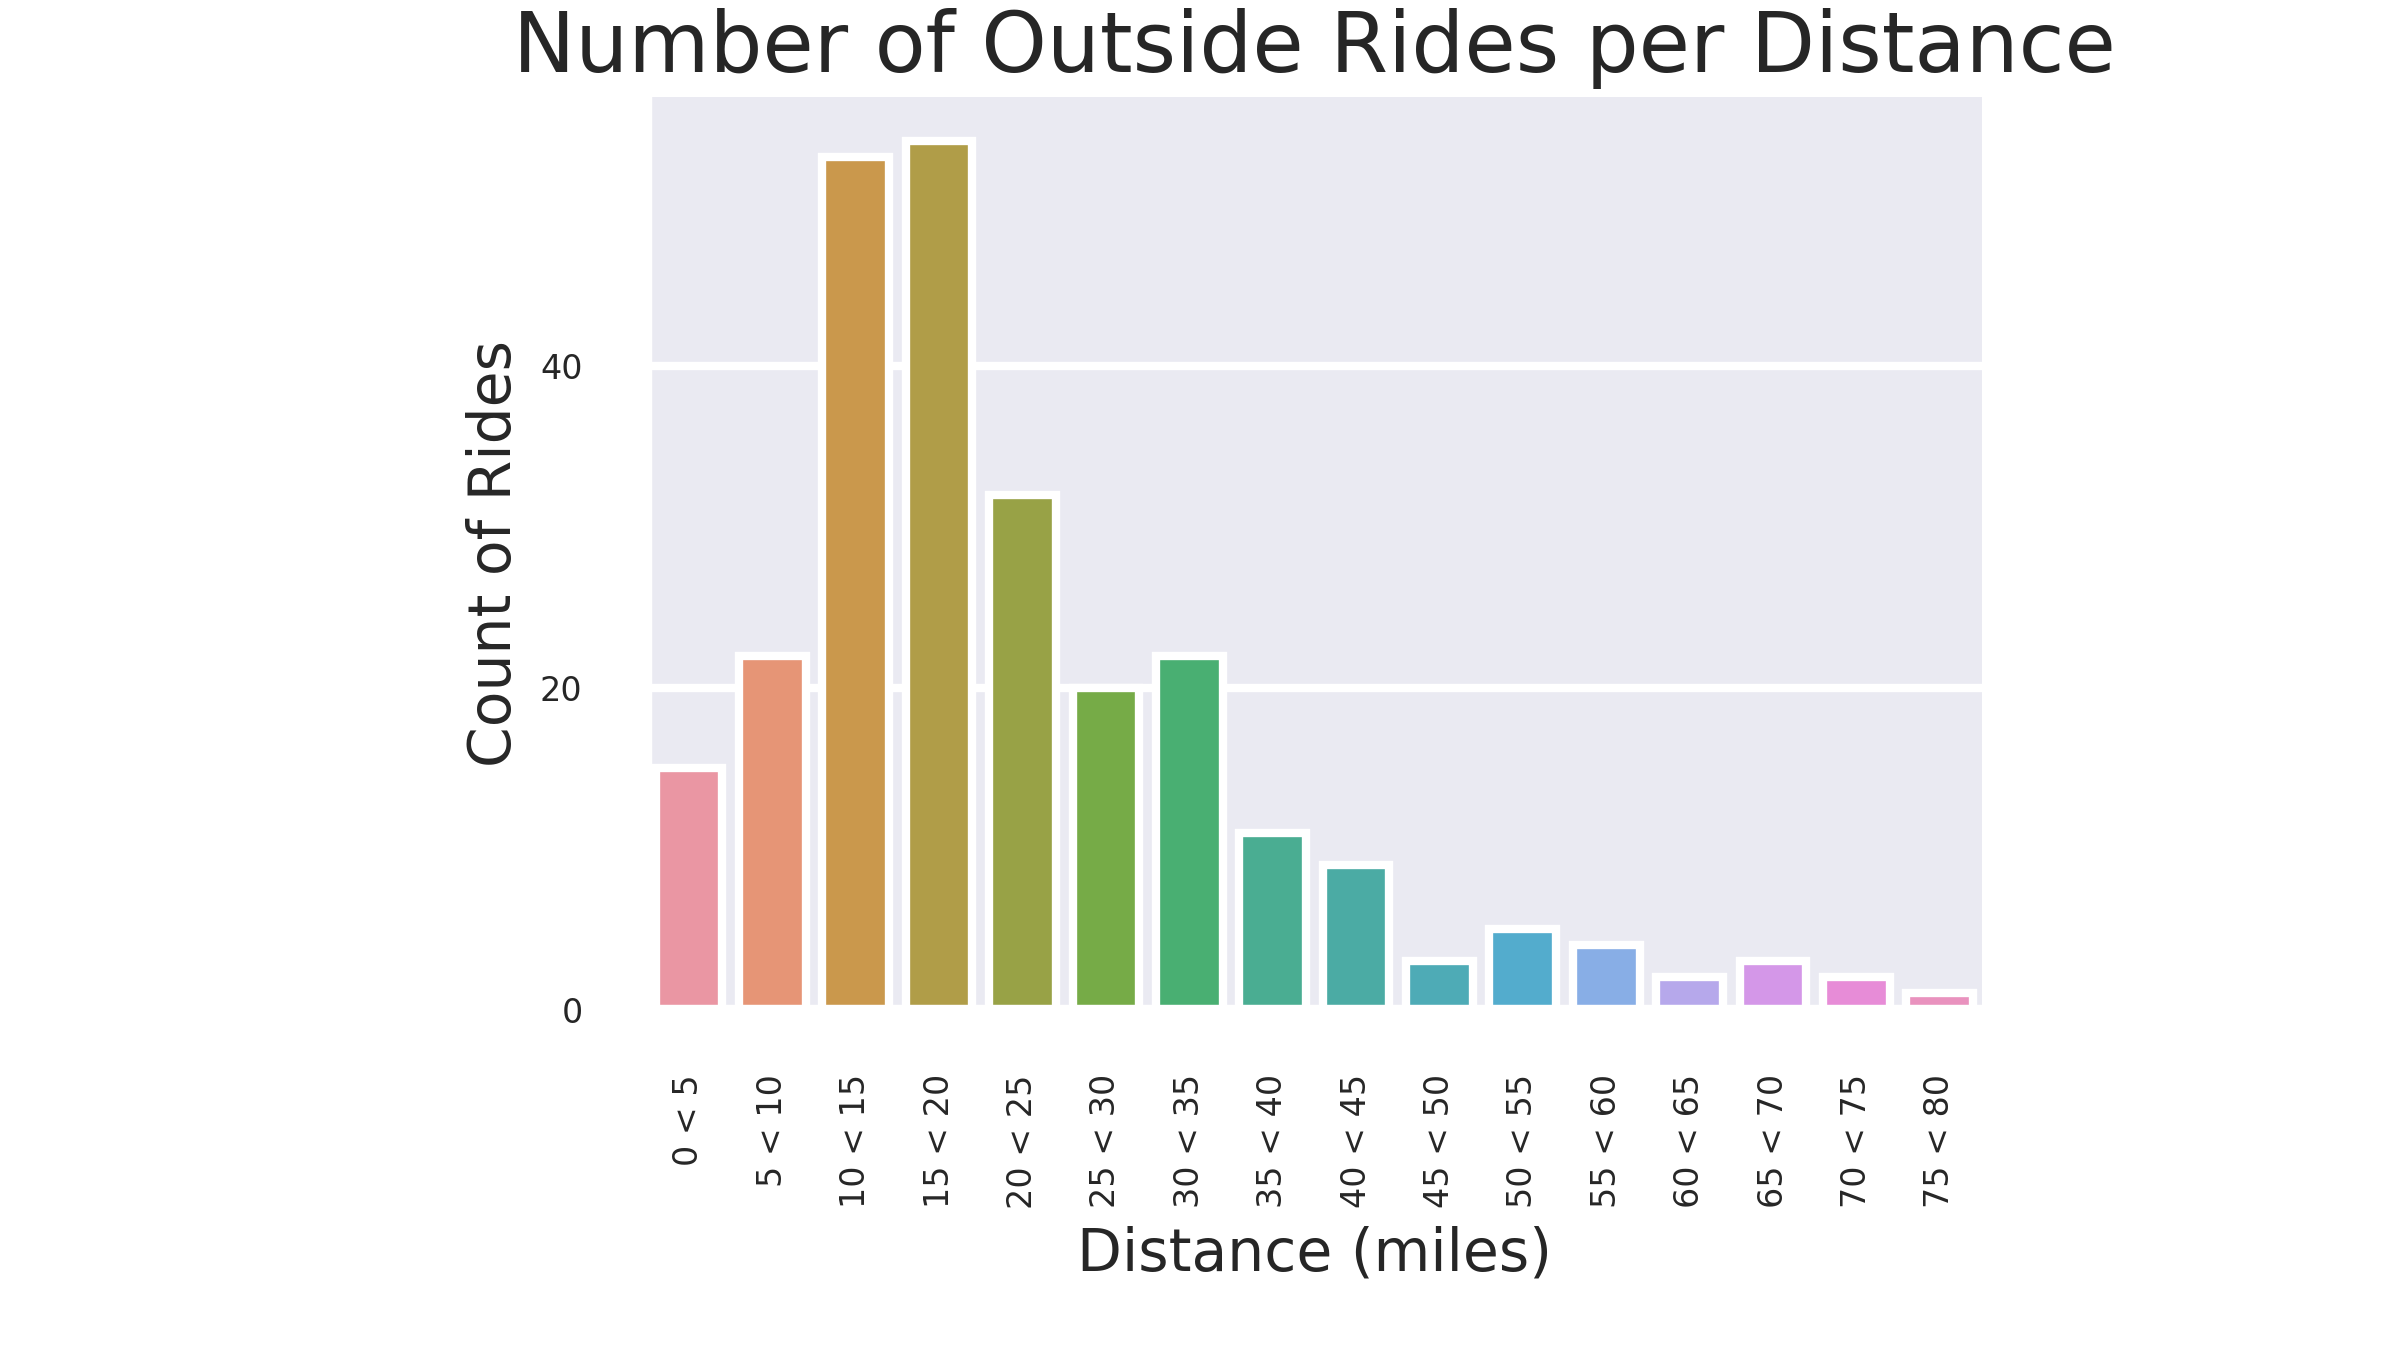 Number of Outside Rides per Distance
Count of Rides
40
20
0
0 < 5
5 < 10
10 < 15
15 < 20
20 < 25
25 < 30
30 < 35
35 < 40
40 < 45
45 < 50
50 < 55
55 < 60
60 < 65
65 < 70
70 < 75
75 < 80
Distance (miles)